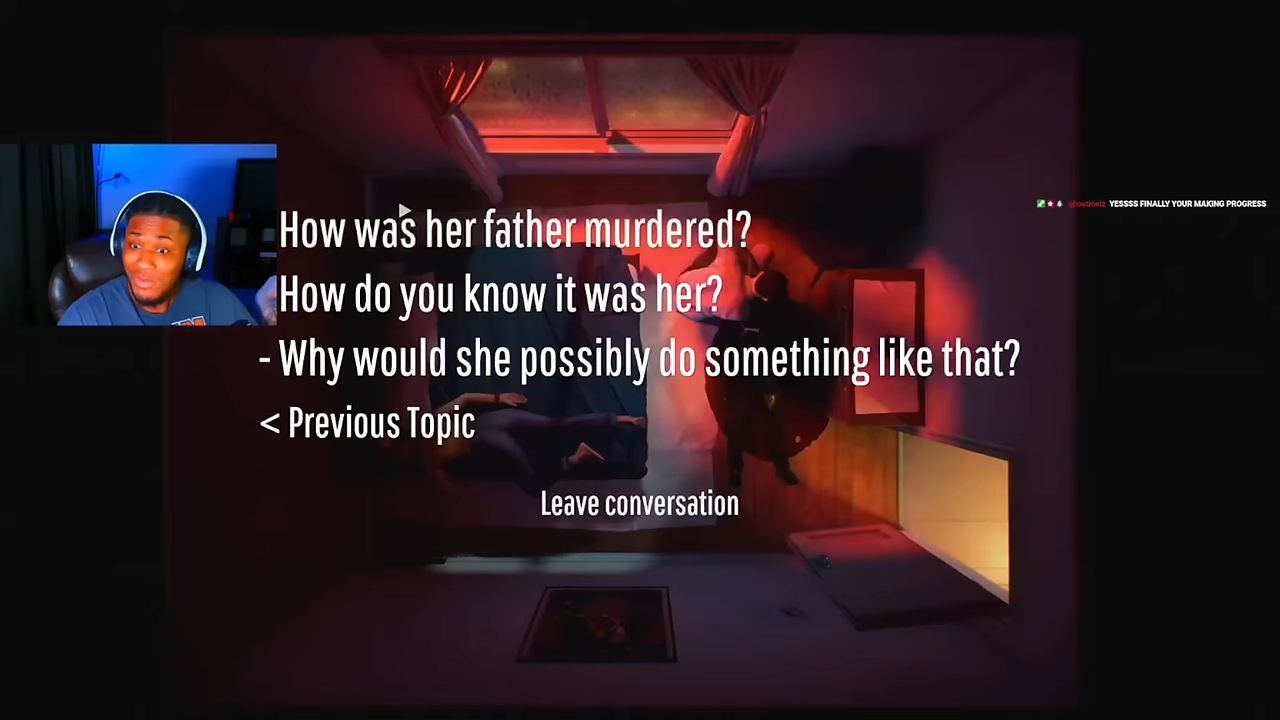 How was her father murdered?
How do you know it was her?
- Why would she possibly do something like that?
< Previous Topic
Leave conversation
YESSSS FINALLY YOUR MAKING PROGRESS